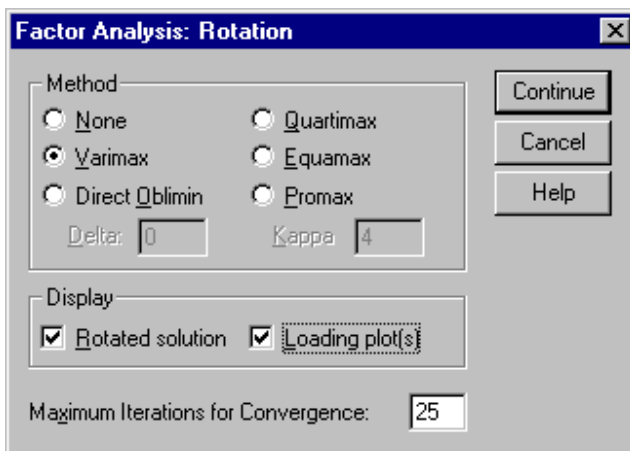 Factor Analysis: Rotation
Method
None
Quartimax
Varimax
Equamax
Direct Oblimin
Promax
Delta: 0
Kappa 4
Display
Rotated solution
Loading plot(s)
Maximum Iterations for Convergence: 25
Continue
Cancel
Help